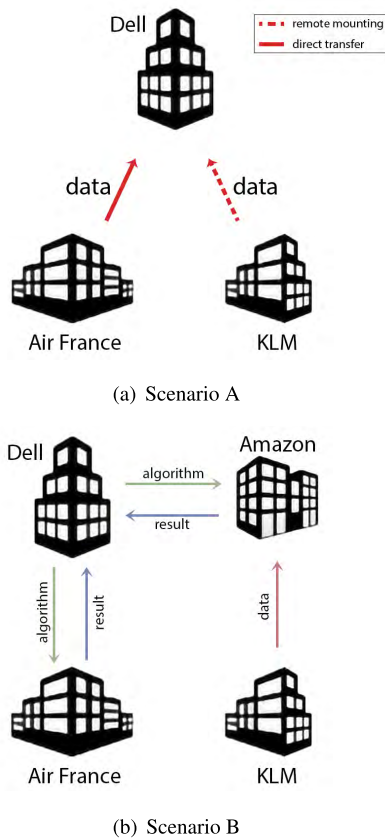 Dell
remote mounting
direct transfer
data
data
Air France
KLM
(a) Scenario A
Dell
Amazon
algorithm
result
algorithm
result
data
Air France
KLM
(b) Scenario B